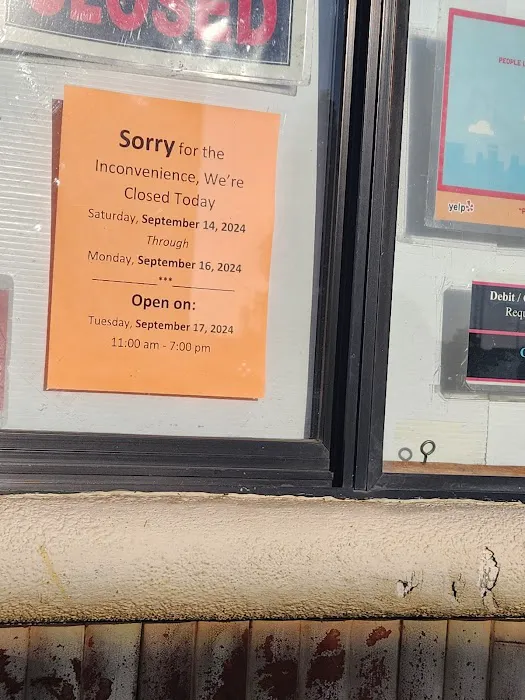 CLOSED
Sorry for the
Inconvenience, We're
Closed Today
Saturday, September 14, 2024
Through
Monday, September 16, 2024
***
Open on:
Tuesday, September 17, 2024
11:00 am - 7:00 pm
PEOPLE
yelp
Debit /